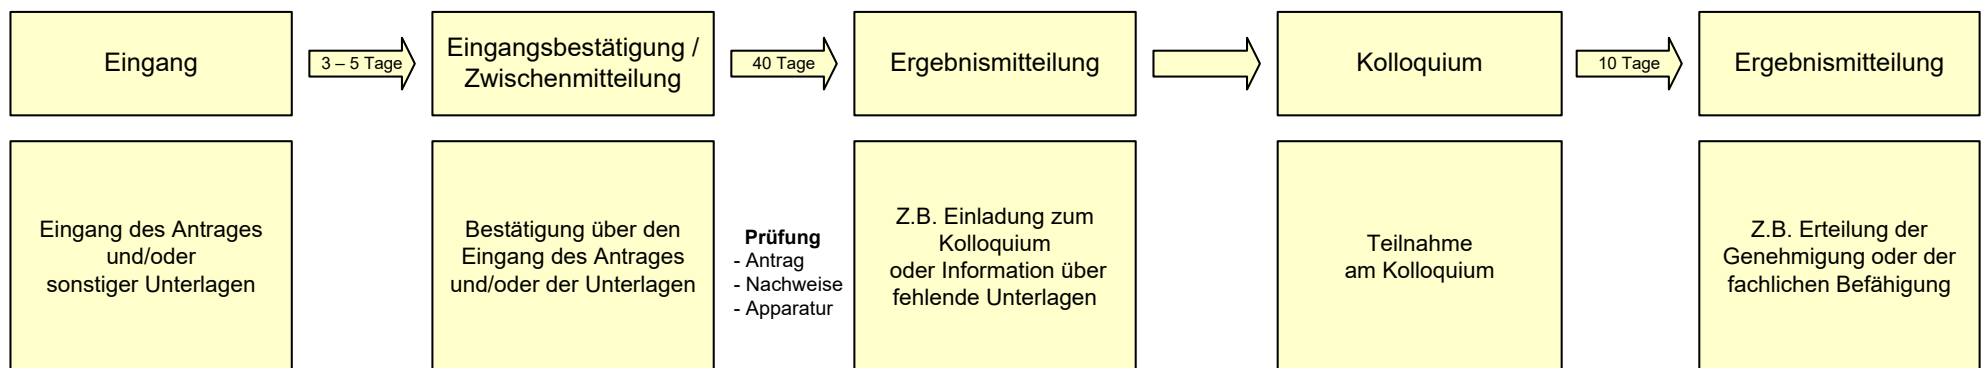 Eingang
3 – 5 Tage
Eingangsbestätigung /
Zwischenmitteilung
40 Tage
Ergebnismitteilung
Kolloquium
10 Tage
Ergebnismitteilung
Eingang des Antrages
und/oder
sonstiger Unterlagen
Bestätigung über den
Eingang des Antrages
und/oder der Unterlagen
Prüfung
- Antrag
- Nachweise
- Apparatur
Z.B. Einladung zum
Kolloquium
oder Information über
fehlende Unterlagen
Teilnahme
am Kolloquium
Z.B. Erteilung der
Genehmigung oder der
fachlichen Befähigung